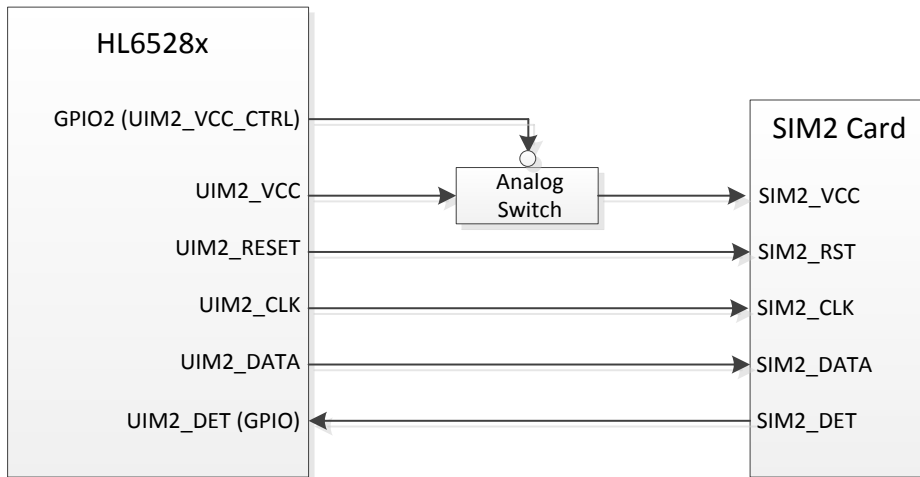 HL6528x
GPIO2 (UIM2_VCC_CTRL)
UIM2_VCC
UIM2_RESET
UIM2_CLK
UIM2_DATA
UIM2_DET (GPIO)
Analog
Switch
SIM2 Card
SIM2_VCC
SIM2_RST
SIM2_CLK
SIM2_DATA
SIM2_DET